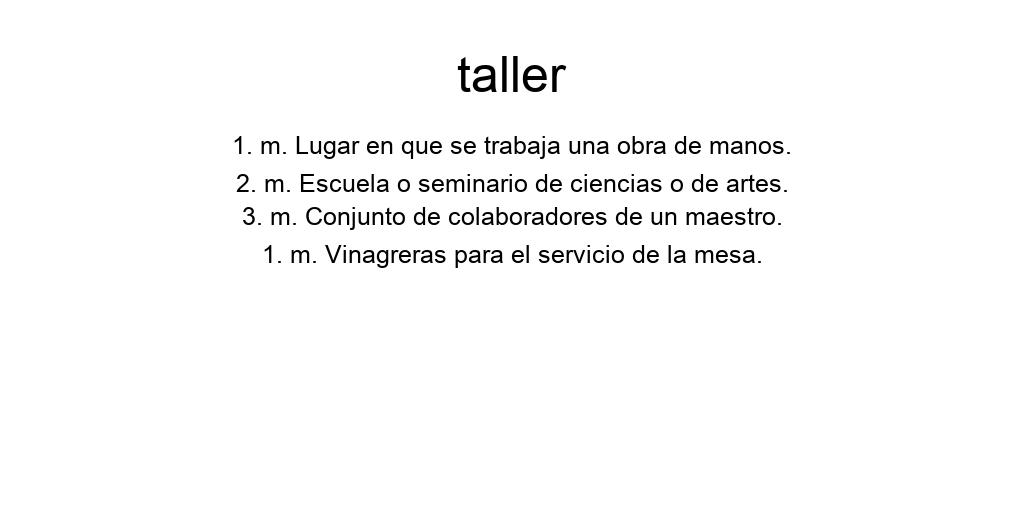 taller
1. m. Lugar en que se trabaja una obra de manos.
2. m. Escuela o seminario de ciencias o de artes.
3. m. Conjunto de colaboradores de un maestro.
1. m. Vinagreras para el servicio de la mesa.